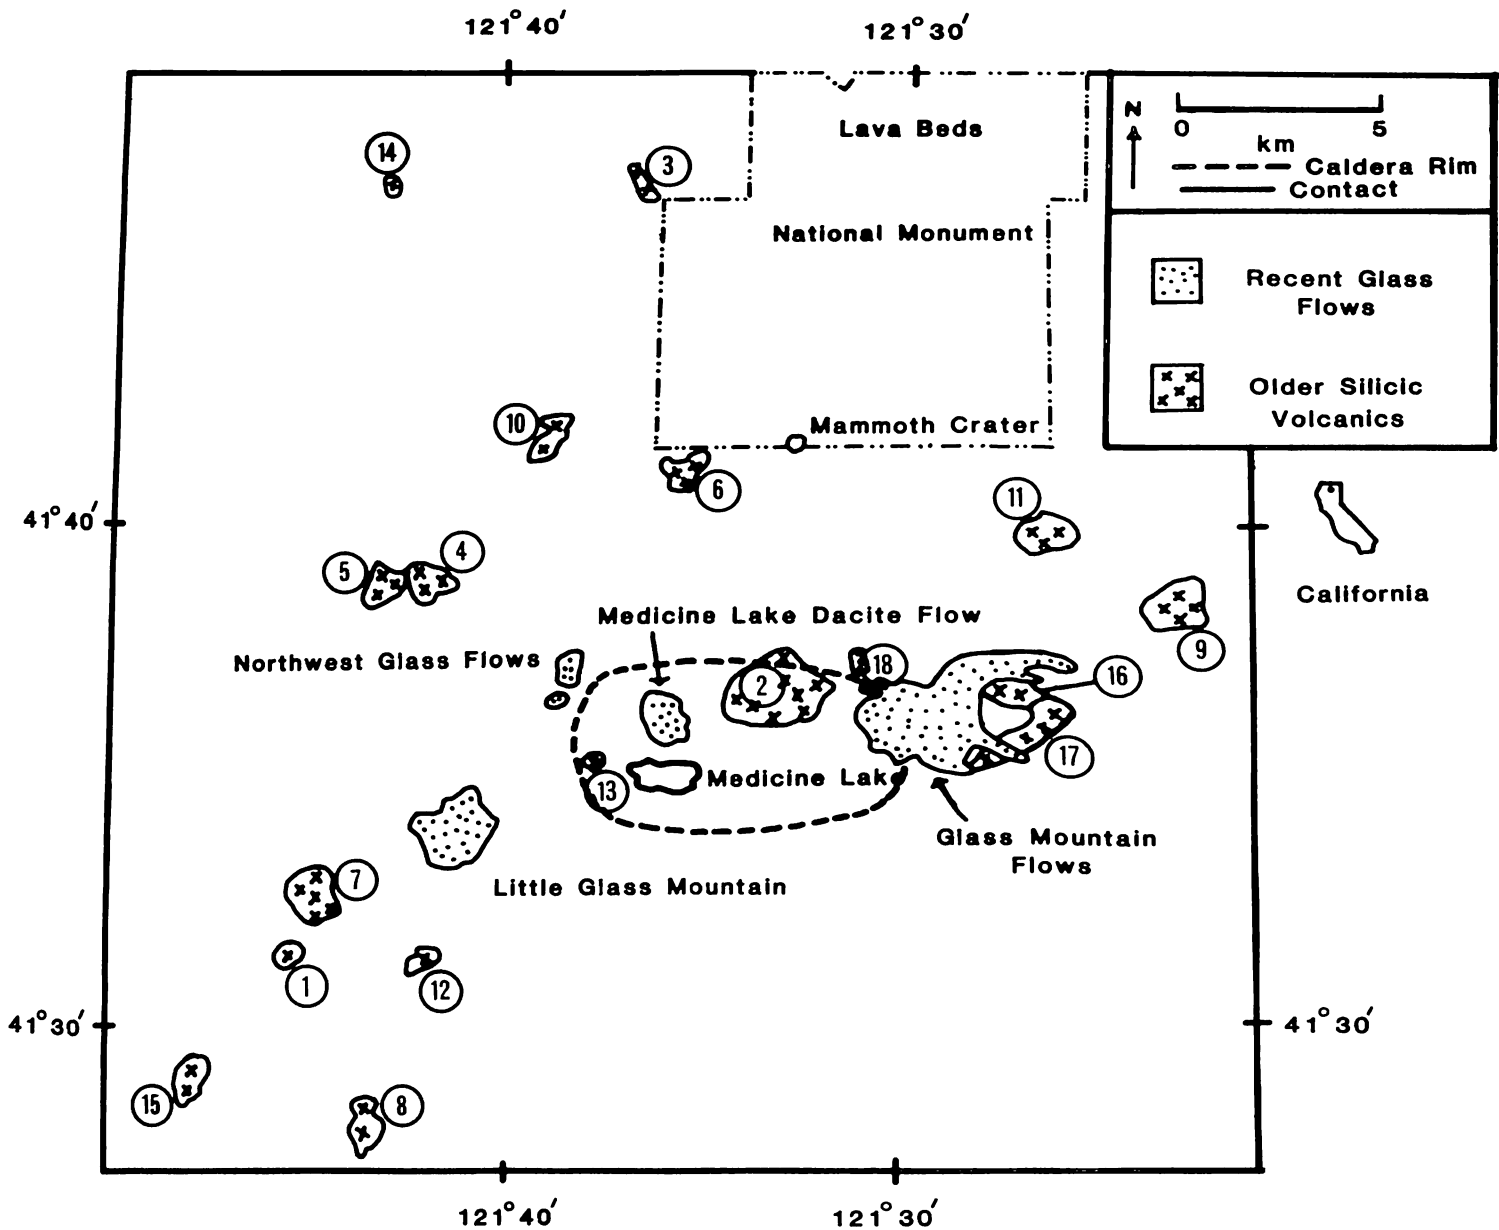 121°40′
121°30′
N
0
5
km
Caldera Rim
Contact
Lava Beds
14
3
National Monument
Recent Glass
Flows
Older Silicic
Volcanics
10
Mammoth Crater
6
11
41°40′
5
4
California
Medicine Lake Dacite Flow
9
Northwest Glass Flows
2
18
16
17
13
Medicine Lake
Glass Mountain
Flows
7
Little Glass Mountain
1
12
41°30′
41°30′
15
8
121°40′
121°30′